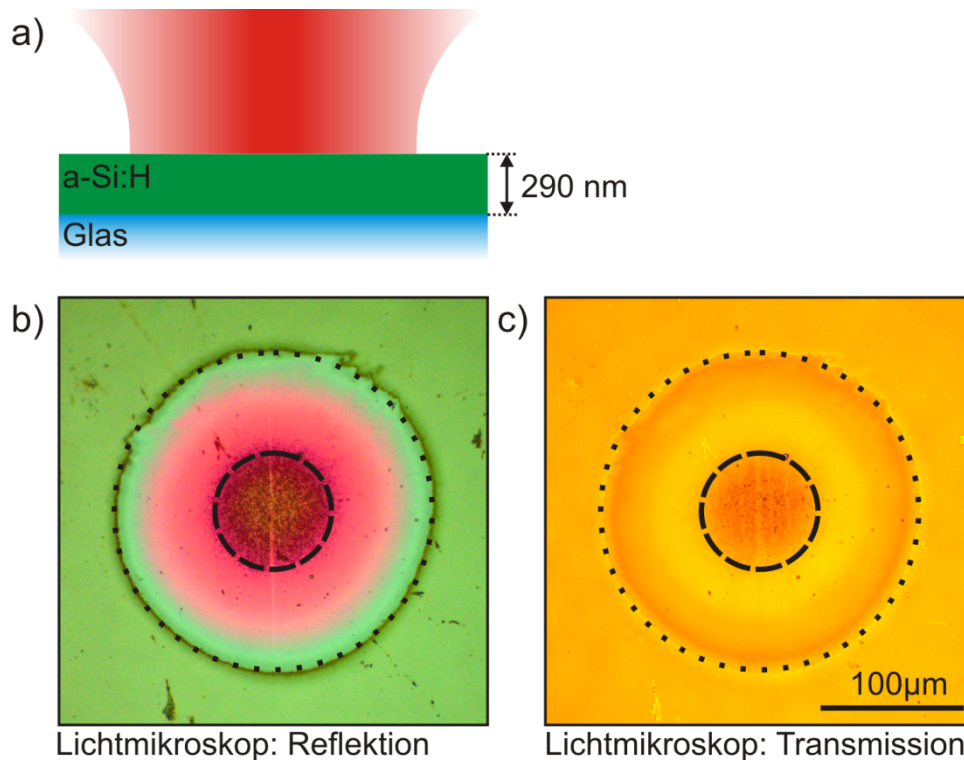 a)
a-Si:H
290 nm
Glas
b)
c)
100µm
Lichtmikroskop: Reflektion
Lichtmikroskop: Transmission